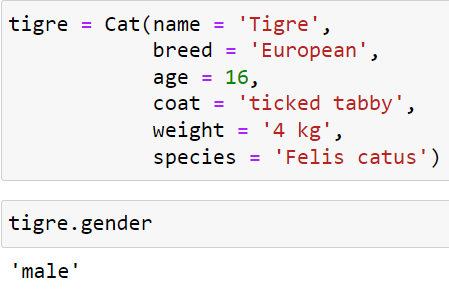 tigre = Cat(name = 'Tigre',
            breed = 'European',
            age = 16,
            coat = 'ticked tabby',
            weight = '4 kg',
            species = 'Felis catus')
tigre.gender
'male'